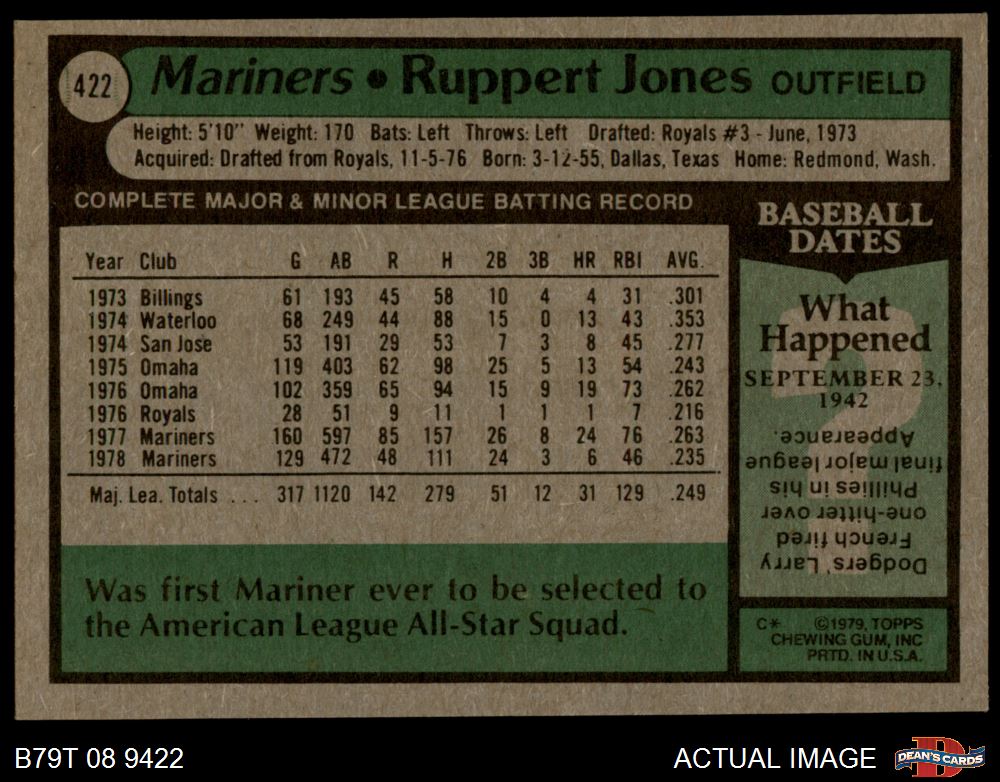 422
Mariners • Ruppert Jones OUTFIELD
Height: 5'10" Weight: 170 Bats: Left Throws: Left Drafted: Royals #3 - June, 1973
Acquired: Drafted from Royals, 11-5-76 Born: 3-12-55, Dallas, Texas Home: Redmond, Wash.
COMPLETE MAJOR & MINOR LEAGUE BATTING RECORD
Year Club G AB R H 2B 3B HR RBI AVG.
1973 Billings 61 193 45 58 10 4 4 31 .301
1974 Waterloo 68 249 44 88 15 0 13 43 .353
1974 San Jose 53 191 29 53 7 3 8 45 .277
1975 Omaha 119 403 62 98 25 5 13 54 .243
1976 Omaha 102 359 65 94 15 9 19 73 .262
1976 Royals 28 51 9 11 1 1 1 7 .216
1977 Mariners 160 597 85 157 26 8 24 76 .263
1978 Mariners 129 472 48 111 24 3 6 46 .235
Maj. Lea. Totals . . . 317 1120 142 279 51 12 31 129 .249
Was first Mariner ever to be selected to
the American League All-Star Squad.
BASEBALL
DATES
What
Happened
SEPTEMBER 23,
1942
Dodgers' Larry
French fired
one-hitter over
Phillies in his
final major league
Appearance.
C* ©1979, TOPPS
CHEWING GUM, INC
PRTD. IN U.S.A.
B79T 08 9422
ACTUAL IMAGE
D
DEAN'S CARDS